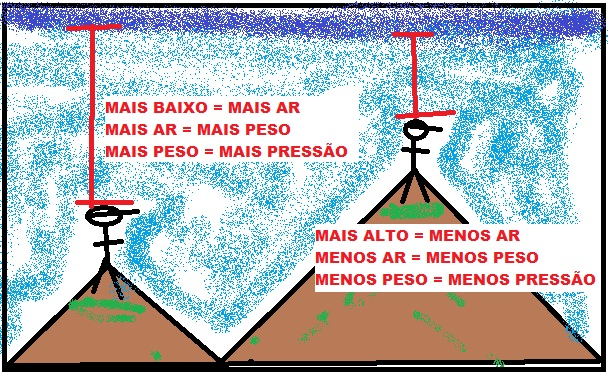 MAIS BAIXO = MAIS AR
MAIS AR = MAIS PESO
MAIS PESO = MAIS PRESSÃO
MAIS ALTO = MENOS AR
MENOS AR = MENOS PESO
MENOS PESO = MENOS PRESSÃO